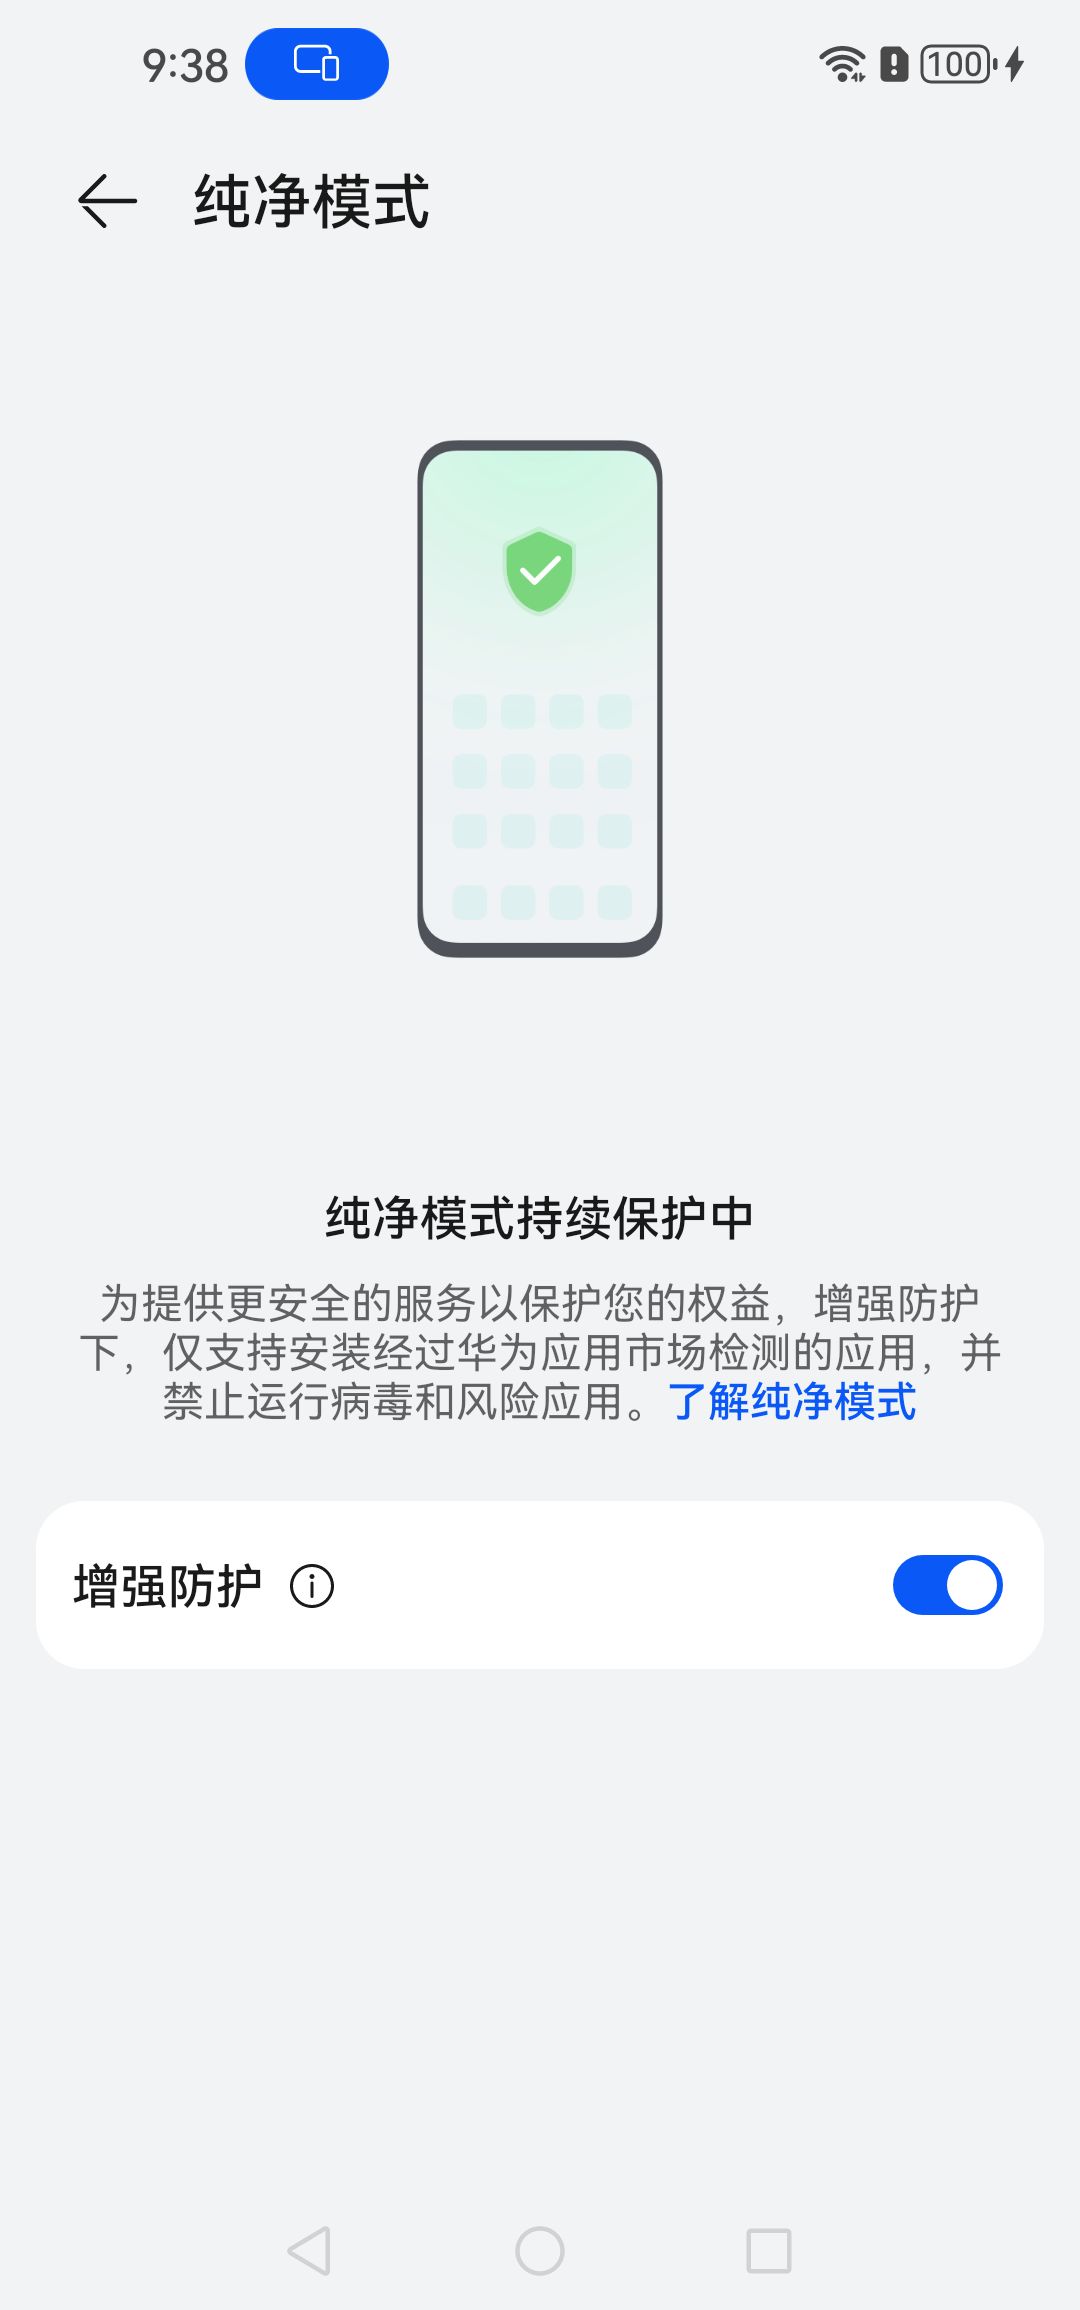 9:38
100
纯净模式
纯净模式持续保护中
为提供更安全的服务以保护您的权益，增强防护
下，仅支持安装经过华为应用市场检测的应用，并
禁止运行病毒和风险应用。了解纯净模式
增强防护